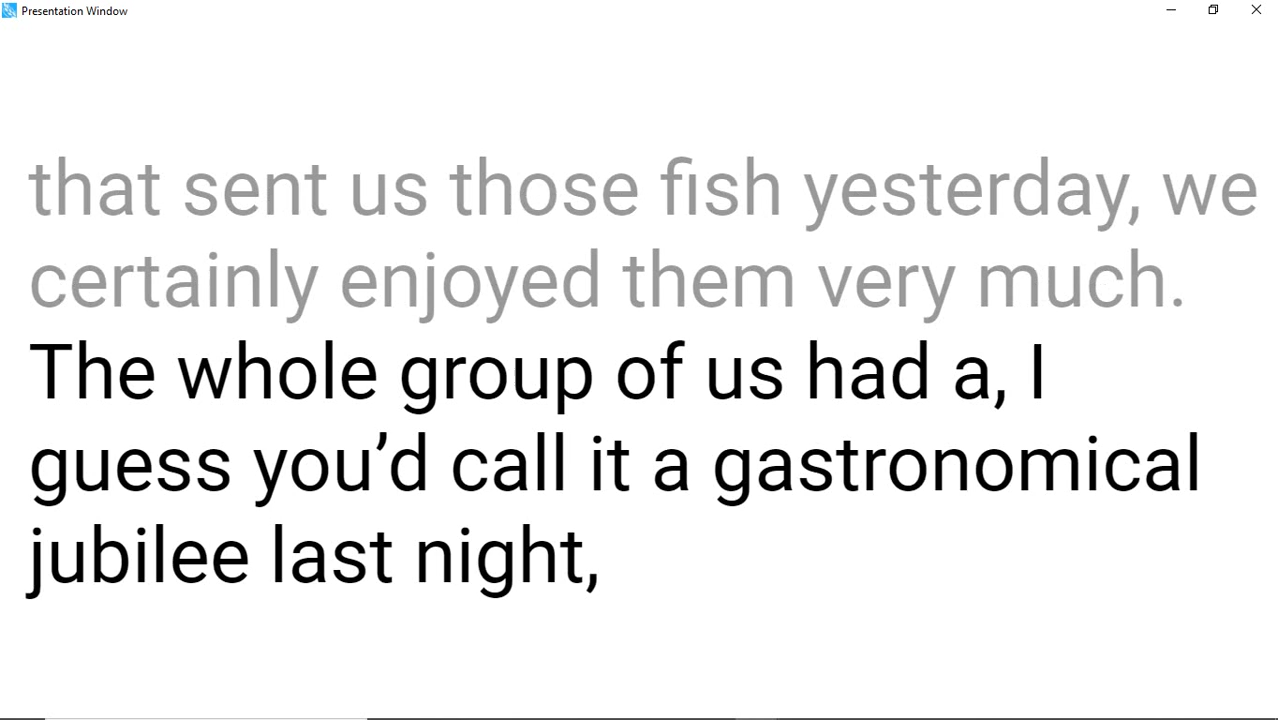 Presentation Window
that sent us those fish yesterday, we
certainly enjoyed them very much.
The whole group of us had a, I
guess you’d call it a gastronomical
jubilee last night,